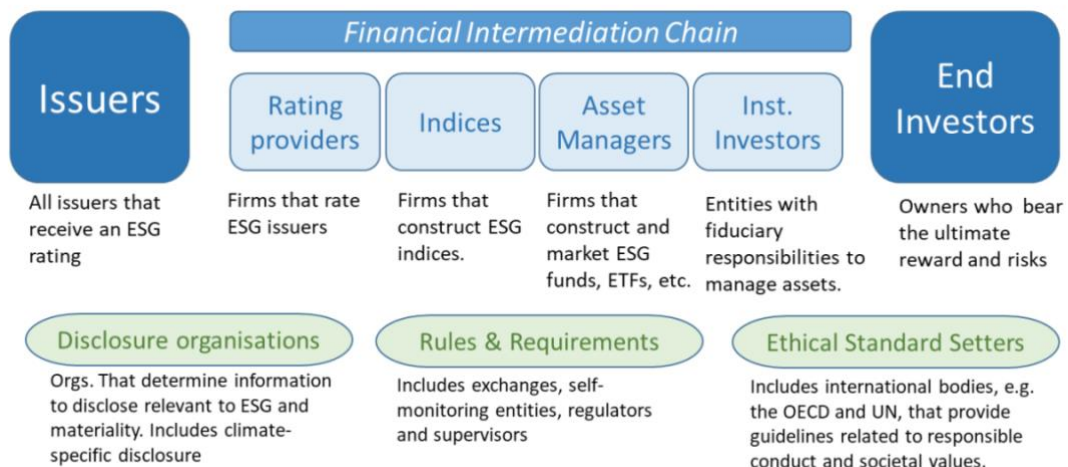 Financial Intermediation Chain
Issuers
Rating
providers
Indices
Asset
Managers
Inst.
Investors
End
Investors
All issuers that
receive an ESG
rating
Firms that rate
ESG issuers
Firms that
construct ESG
indices.
Firms that
construct and
market ESG
funds, ETFs, etc.
Entities with
fiduciary
responsibilities to
manage assets.
Owners who bear
the ultimate
reward and risks
Disclosure organisations
Orgs. That determine information
to disclose relevant to ESG and
materiality. Includes climate-
specific disclosure
Rules & Requirements
Includes exchanges, self-
monitoring entities, regulators
and supervisors
Ethical Standard Setters
Includes international bodies, e.g.
the OECD and UN, that provide
guidelines related to responsible
conduct and societal values.